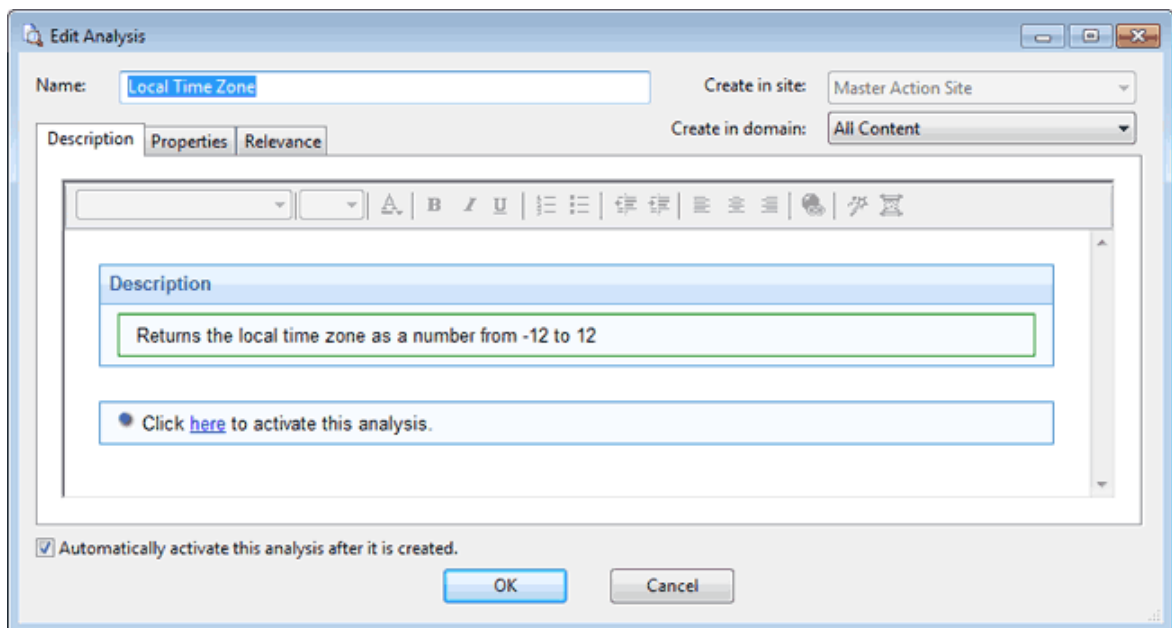 Edit Analysis
Name: Local Time Zone Create in site: Master Action Site
Create in domain: All Content
Description Properties Relevance
A B I U
Description
Returns the local time zone as a number from -12 to 12
Click here to activate this analysis.
Automatically activate this analysis after it is created.
OK Cancel